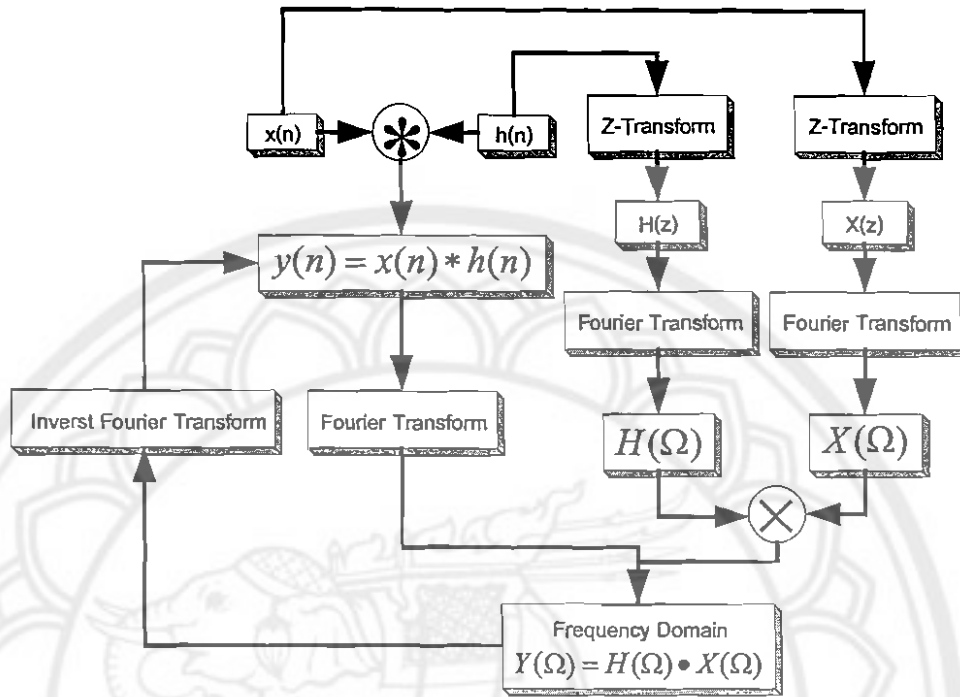 x(n)
h(n)
Z-Transform
Z-Transform
H(z)
X(z)
y(n) = x(n) * h(n)
Fourier Transform
Fourier Transform
Inverst Fourier Transform
Fourier Transform
H(Ω)
X(Ω)
Frequency Domain
Y(Ω) = H(Ω) • X(Ω)